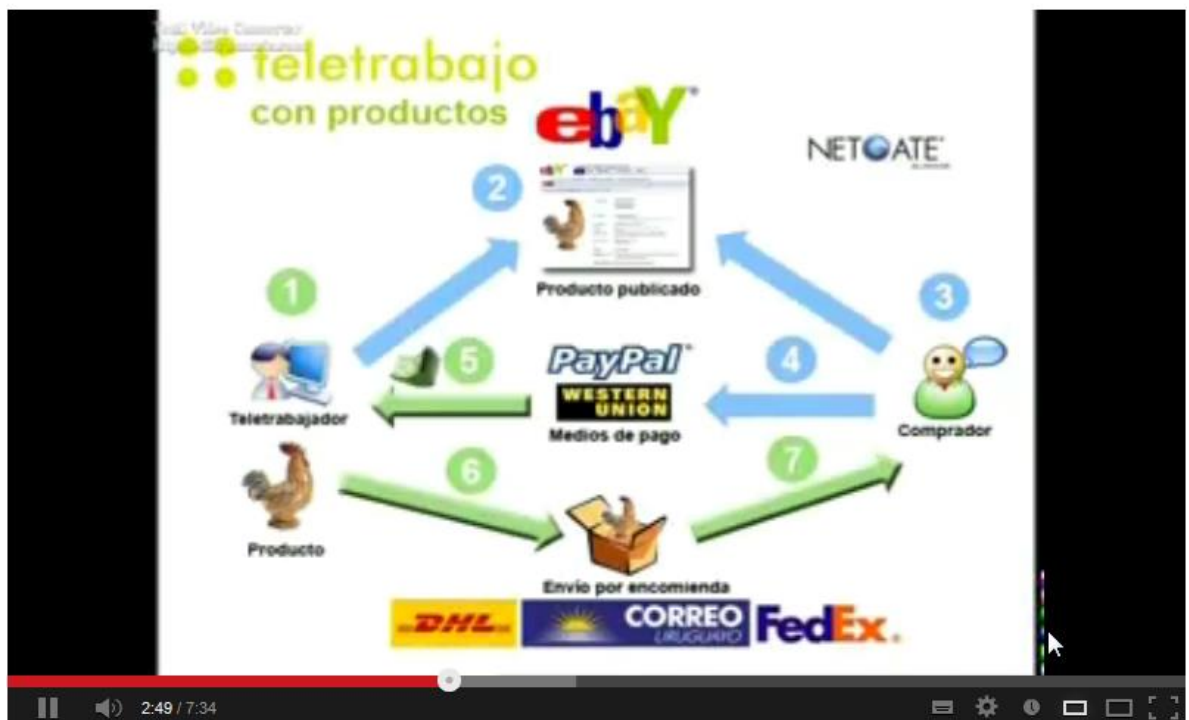 teletrabajo
con productos
ebaY
NETGATE
2
Producto publicado
1
3
5
PayPal
4
WESTERN
UNION
Teletrabajador
Medios de pago
Comprador
6
7
Producto
Envío por encomienda
DHL
CORREO
URUGUAYO
FedEx.
2:49 / 7:34